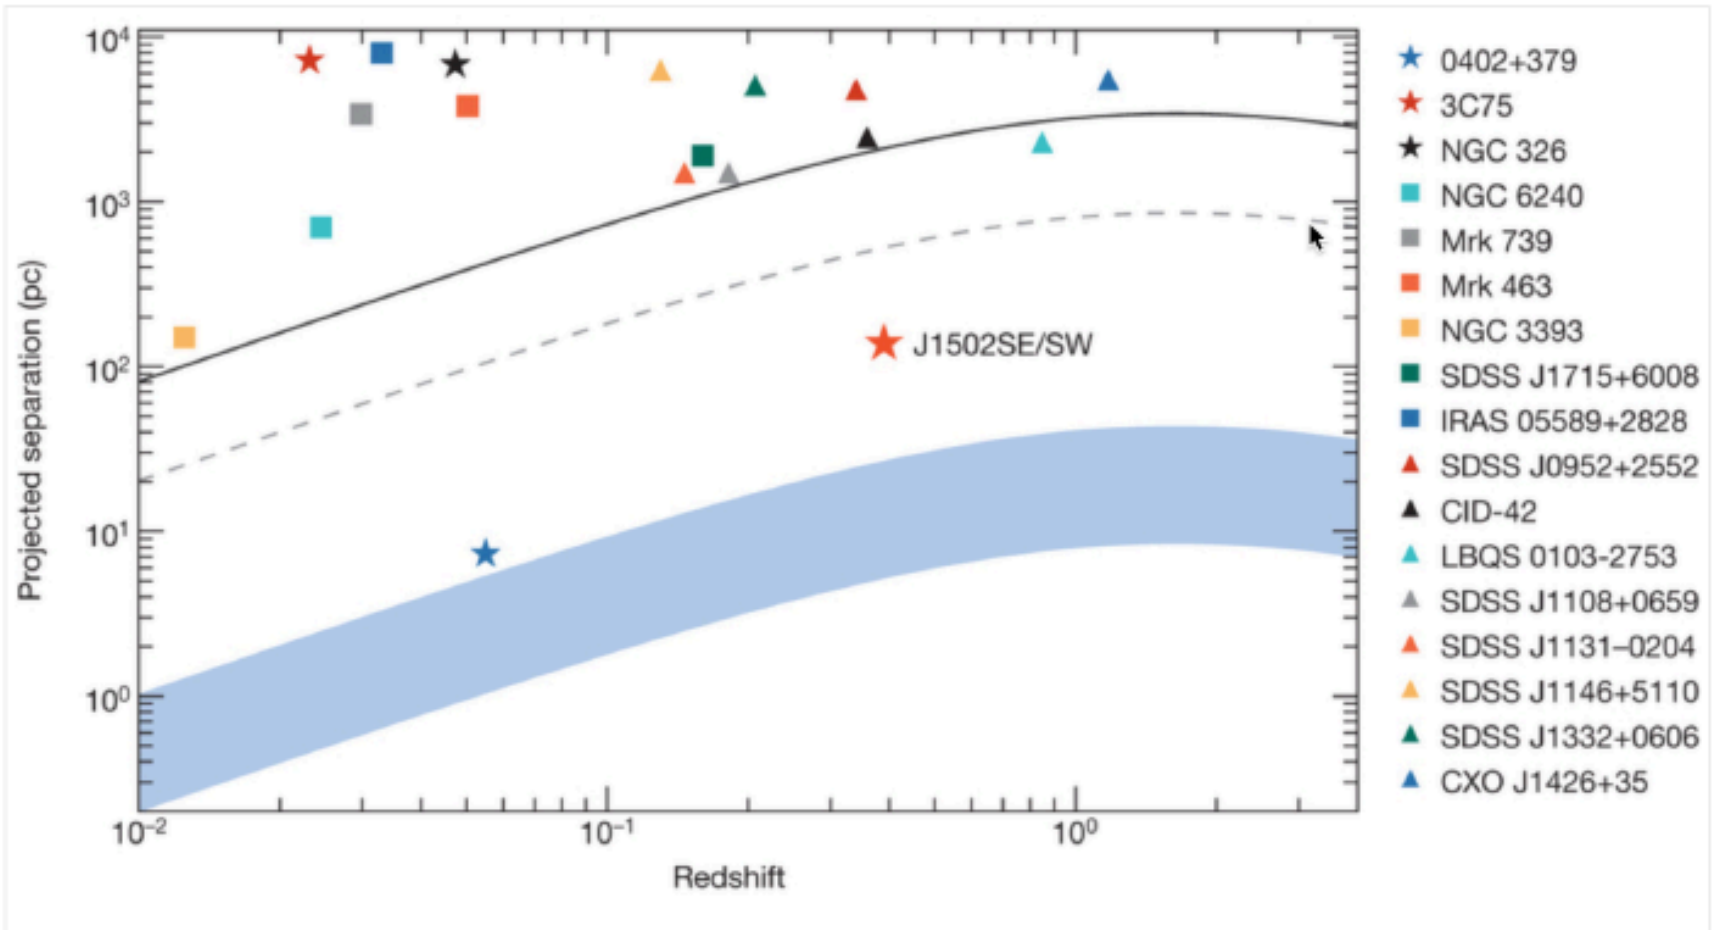 10⁴
10³
10²
10¹
10⁰
Projected separation (pc)
J1502SE/SW
10⁻²
10⁻¹
10⁰
Redshift
0402+379
3C75
NGC 326
NGC 6240
Mrk 739
Mrk 463
NGC 3393
SDSS J1715+6008
IRAS 05589+2828
SDSS J0952+2552
CID-42
LBQS 0103-2753
SDSS J1108+0659
SDSS J1131–0204
SDSS J1146+5110
SDSS J1332+0606
CXO J1426+35